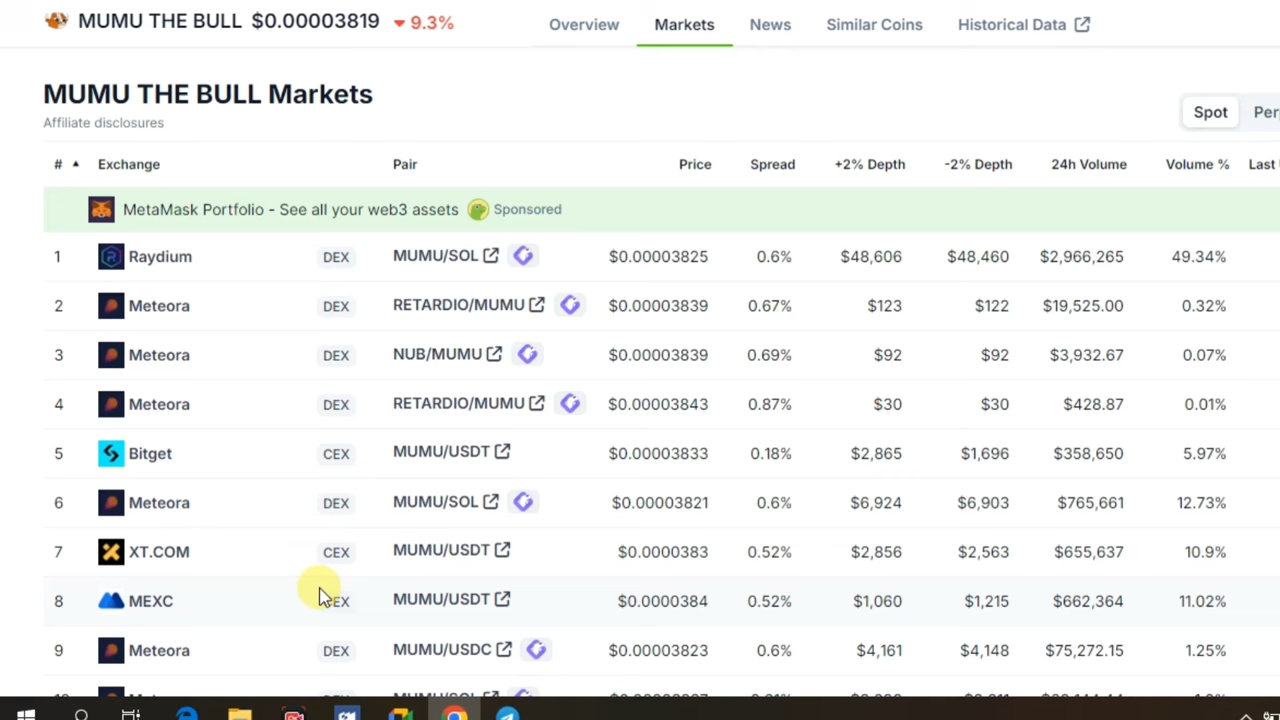 MUMU THE BULL $0.00003819 9.3% Overview Markets News Similar Coins Historical Data
MUMU THE BULL Markets
Affiliate disclosures
Spot
# Exchange Pair Price Spread +2% Depth -2% Depth 24h Volume Volume % Last
MetaMask Portfolio - See all your web3 assets Sponsored
1 Raydium DEX MUMU/SOL $0.00003825 0.6% $48,606 $48,460 $2,966,265 49.34%
2 Meteora DEX RETARDIO/MUMU $0.00003839 0.67% $123 $122 $19,525.00 0.32%
3 Meteora DEX NUB/MUMU $0.00003839 0.69% $92 $92 $3,932.67 0.07%
4 Meteora DEX RETARDIO/MUMU $0.00003843 0.87% $30 $30 $428.87 0.01%
5 Bitget CEX MUMU/USDT $0.00003833 0.18% $2,865 $1,696 $358,650 5.97%
6 Meteora DEX MUMU/SOL $0.00003821 0.6% $6,924 $6,903 $765,661 12.73%
7 XT.COM CEX MUMU/USDT $0.0000383 0.52% $2,856 $2,563 $655,637 10.9%
8 MEXC MUMU/USDT $0.0000384 0.52% $1,060 $1,215 $662,364 11.02%
9 Meteora DEX MUMU/USDC $0.00003823 0.6% $4,161 $4,148 $75,272.15 1.25%